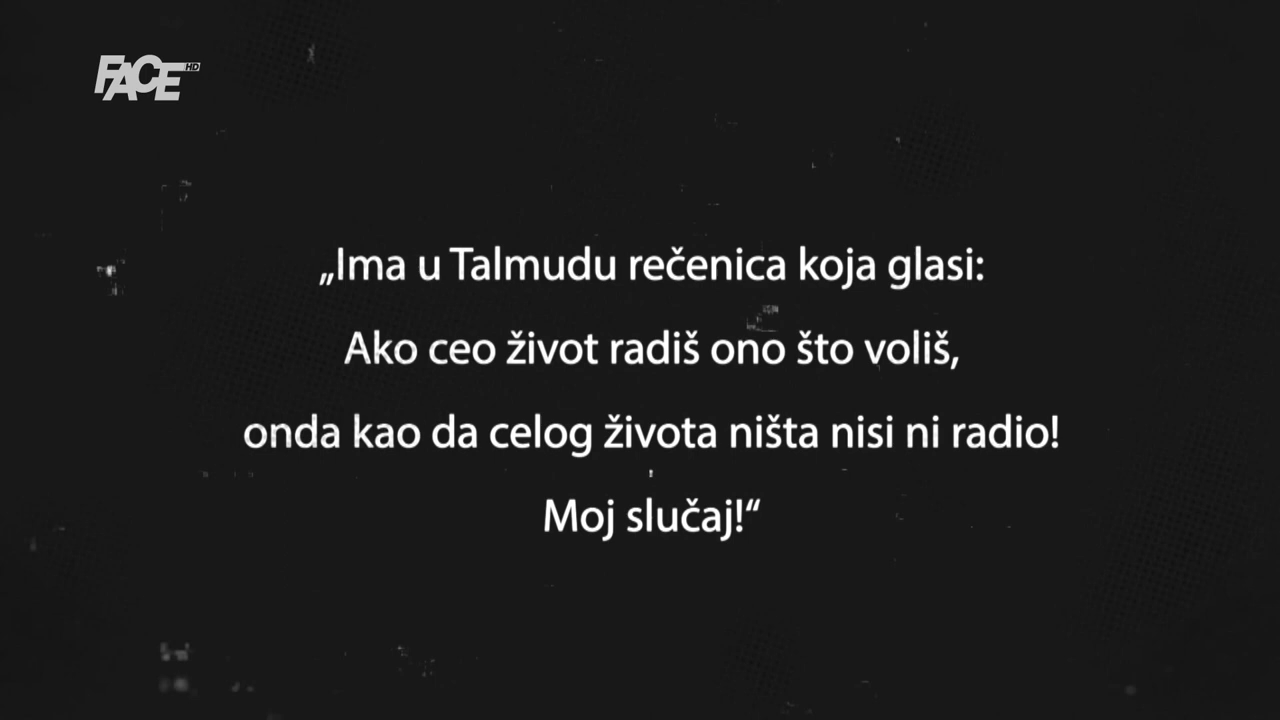 FACE HD
„Ima u Talmudu rečenica koja glasi:
Ako ceo život radiš ono što voliš,
onda kao da celog života ništa nisi ni radio!
Moj slučaj!“